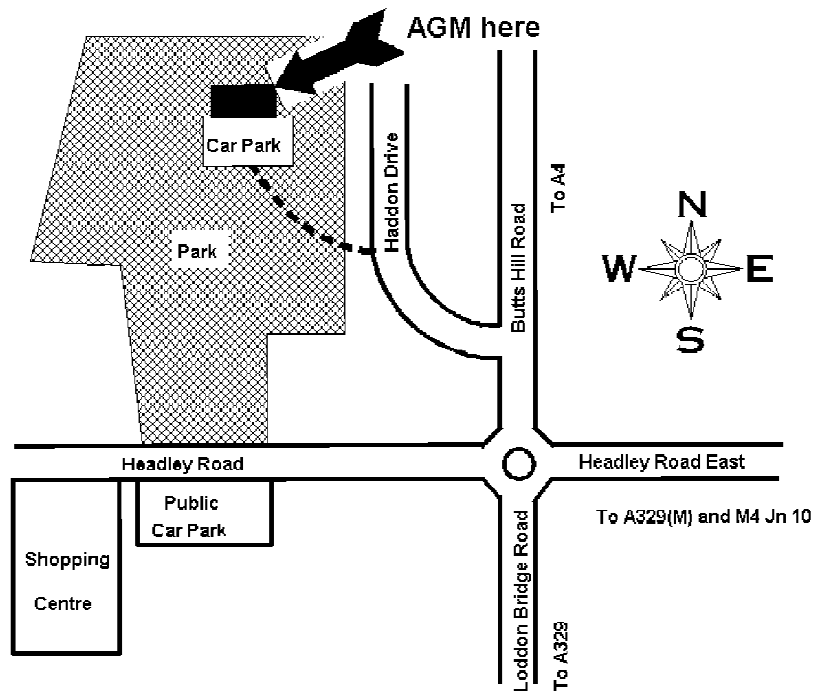 AGM here
Car Park
Haddon Drive
To A4
Butts Hill Road
Park
N
W E
S
Headley Road
Headley Road East
Public
Car Park
To A329(M) and M4 Jn 10
Shopping
Centre
Loddon Bridge Road
To A329